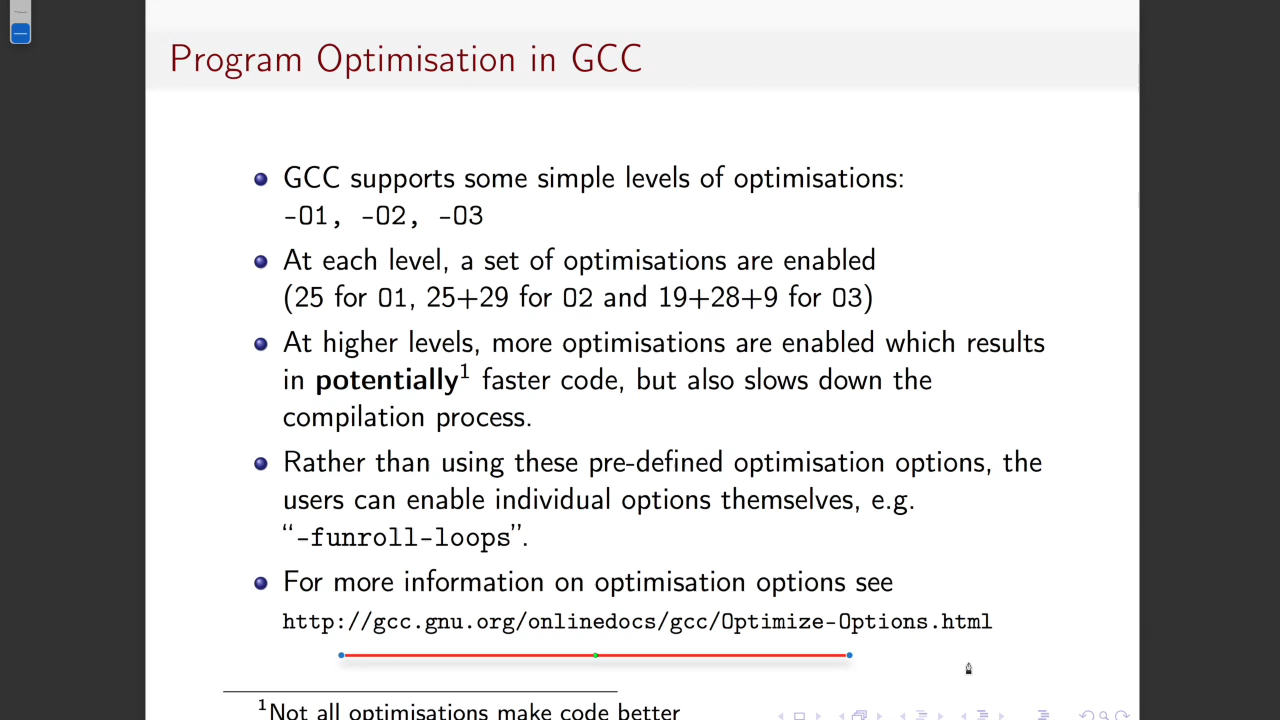 Program Optimisation in GCC
GCC supports some simple levels of optimisations:
-O1, -O2, -O3
At each level, a set of optimisations are enabled
(25 for O1, 25+29 for O2 and 19+28+9 for O3)
At higher levels, more optimisations are enabled which results
in potentially¹ faster code, but also slows down the
compilation process.
Rather than using these pre-defined optimisation options, the
users can enable individual options themselves, e.g.
“-funroll-loops”.
For more information on optimisation options see
http://gcc.gnu.org/onlinedocs/gcc/Optimize-Options.html
¹Not all optimisations make code better